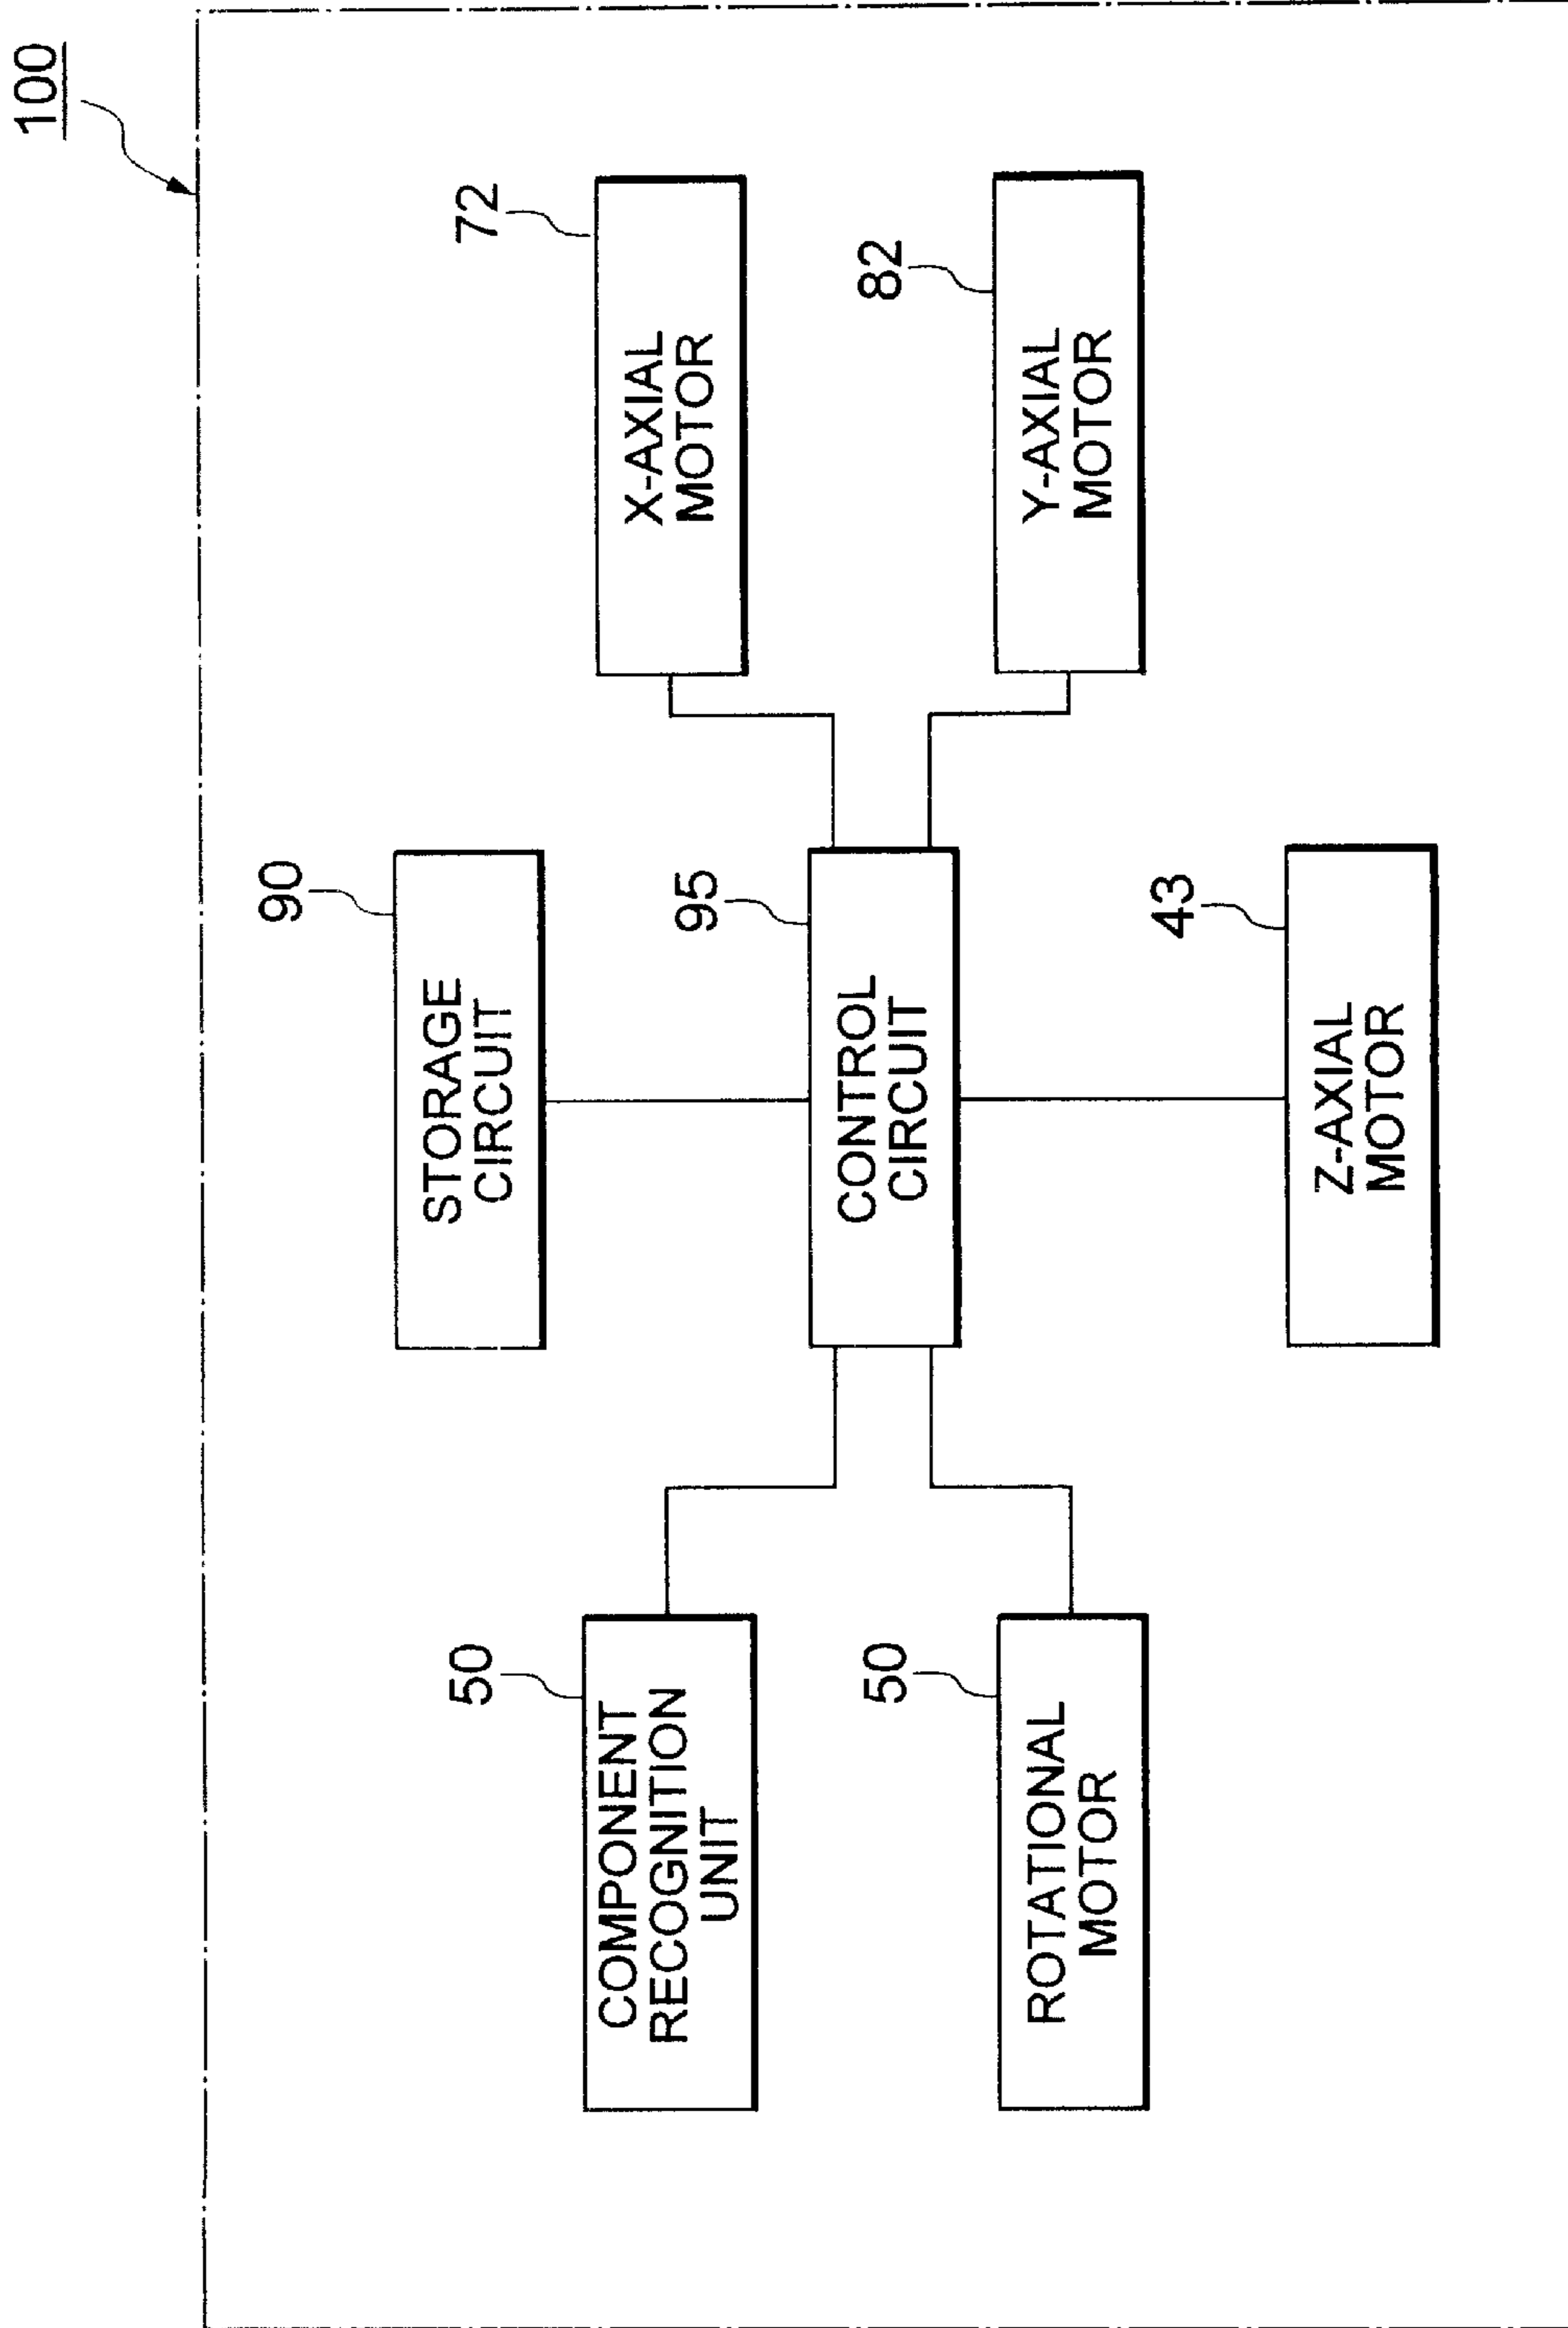 100
90
STORAGE
CIRCUIT
50
COMPONENT
RECOGNITION
UNIT
95
CONTROL
CIRCUIT
72
X-AXIAL
MOTOR
50
ROTATIONAL
MOTOR
82
Y-AXIAL
MOTOR
43
Z-AXIAL
MOTOR